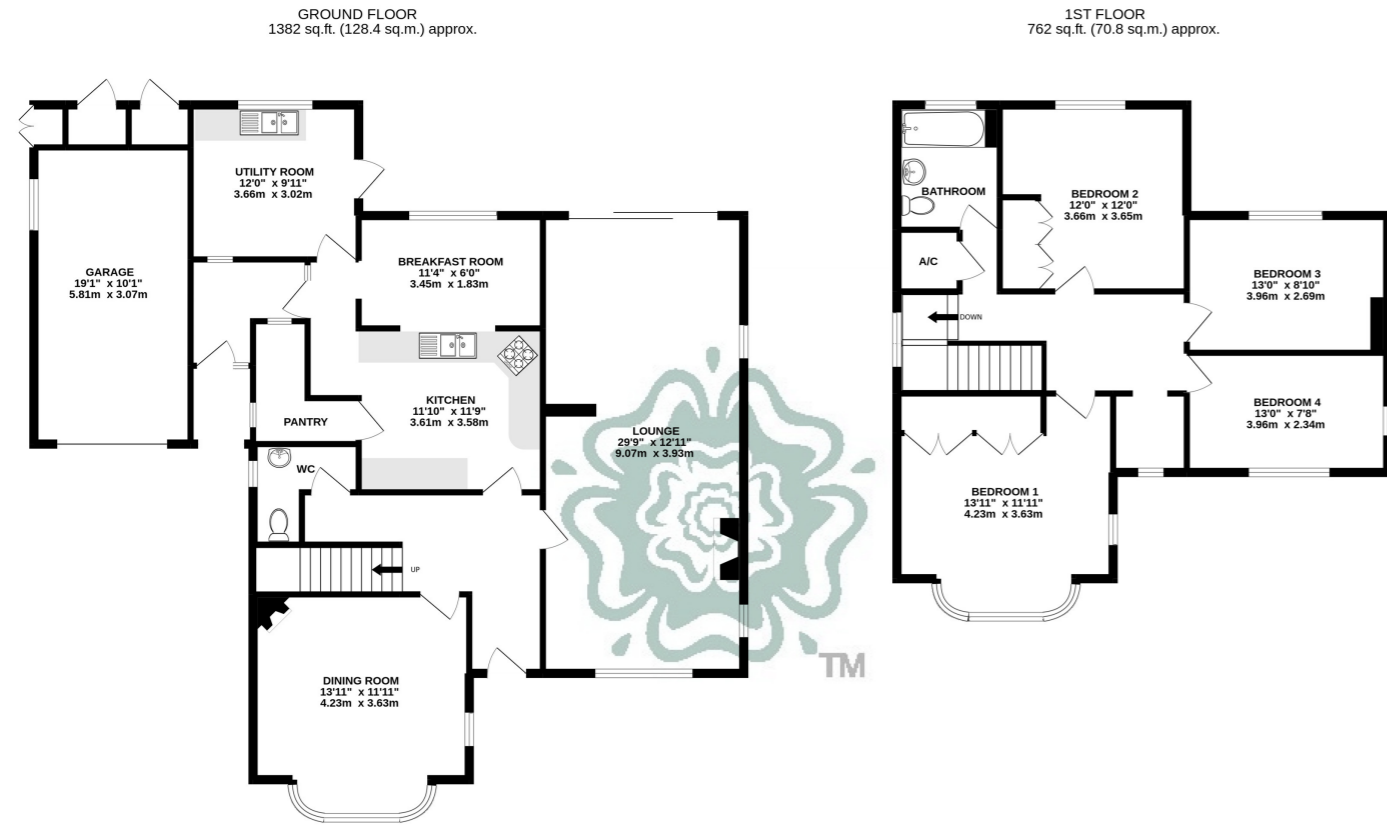 GROUND FLOOR
1382 sq.ft. (128.4 sq.m.) approx.
UTILITY ROOM
12'0" x 9'11"
3.66m x 3.02m
GARAGE
19'1" x 10'1"
5.81m x 3.07m
BREAKFAST ROOM
11'4" x 6'0"
3.45m x 1.83m
KITCHEN
11'10" x 11'9"
3.61m x 3.58m
PANTRY
WC
LOUNGE
29'9" x 12'11"
9.07m x 3.93m
UP
DINING ROOM
13'11" x 11'11"
4.23m x 3.63m
TM
1ST FLOOR
762 sq.ft. (70.8 sq.m.) approx.
BATHROOM
BEDROOM 2
12'0" x 12'0"
3.66m x 3.65m
A/C
BEDROOM 3
13'0" x 8'10"
3.96m x 2.69m
DOWN
BEDROOM 4
13'0" x 7'8"
3.96m x 2.34m
BEDROOM 1
13'11" x 11'11"
4.23m x 3.63m